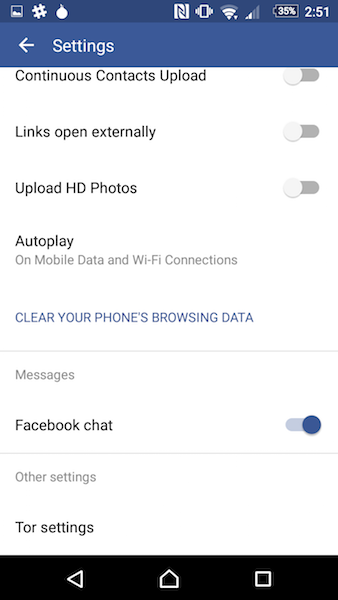 35% 2:51
Settings
Continuous Contacts Upload
Links open externally
Upload HD Photos
Autoplay
On Mobile Data and Wi-Fi Connections
CLEAR YOUR PHONE'S BROWSING DATA
Messages
Facebook chat
Other settings
Tor settings